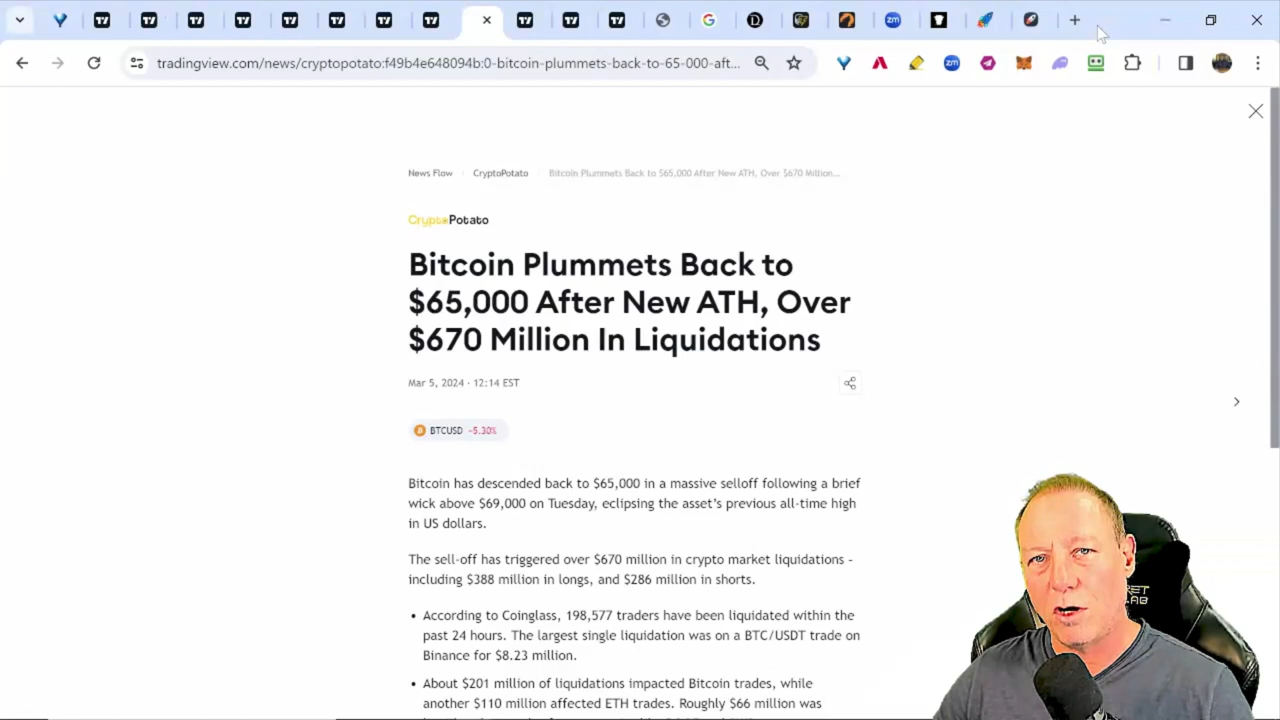 zm
tradingview.com/news/cryptopotato:f49b4e648094b:0-bitcoin-plummets-back-to-65-000-aft...
zm
News Flow CryptoPotato Bitcoin Plummets Back to $65,000 After New ATH, Over $670 Million...
CryptoPotato
Bitcoin Plummets Back to
$65,000 After New ATH, Over
$670 Million In Liquidations
Mar 5, 2024 · 12:14 EST
BTCUSD -5.30%
Bitcoin has descended back to $65,000 in a massive selloff following a brief
wick above $69,000 on Tuesday, eclipsing the asset’s previous all-time high
in US dollars.
The sell-off has triggered over $670 million in crypto market liquidations -
including $388 million in longs, and $286 million in shorts.
• According to Coinglass, 198,577 traders have been liquidated within the
past 24 hours. The largest single liquidation was on a BTC/USDT trade on
Binance for $8.23 million.
• About $201 million of liquidations impacted Bitcoin trades, while
another $110 million affected ETH trades. Roughly $66 million was